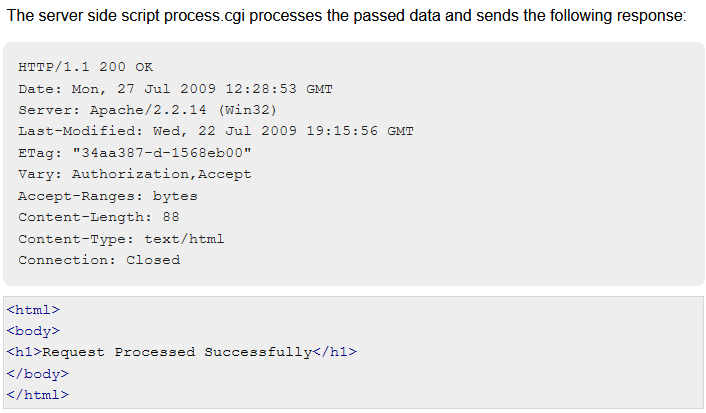 The server side script process.cgi processes the passed data and sends the following response:
HTTP/1.1 200 OK
Date: Mon, 27 Jul 2009 12:28:53 GMT
Server: Apache/2.2.14 (Win32)
Last-Modified: Wed, 22 Jul 2009 19:15:56 GMT
ETag: "34aa387-d-1568eb00"
Vary: Authorization,Accept
Accept-Ranges: bytes
Content-Length: 88
Content-Type: text/html
Connection: Closed
<html>
<body>
<h1>Request Processed Successfully</h1>
</body>
</html>